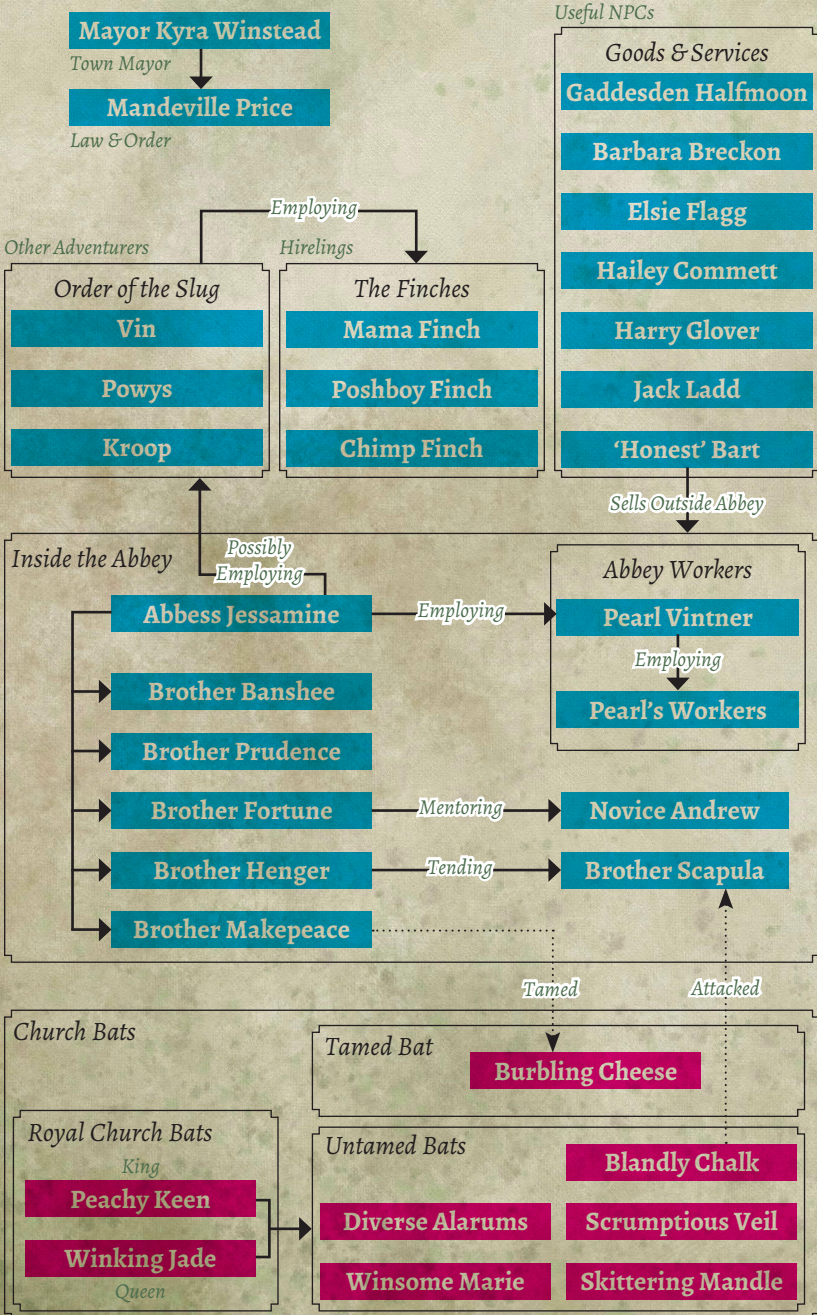 Mayor Kyra Winstead
Town Mayor
Mandeville Price
Law & Order
Useful NPCs
Goods & Services
Gaddesden Halfmoon
Barbara Breckon
Elsie Flagg
Hailey Commett
Harry Glover
Jack Ladd
‘Honest’ Bart
Employing
Other Adventurers
Order of the Slug
Vin
Powys
Kroop
Hirelings
The Finches
Mama Finch
Poshboy Finch
Chimp Finch
Sells Outside Abbey
Inside the Abbey
Possibly
Employing
Abbess Jessamine
Employing
Abbey Workers
Pearl Vintner
Employing
Pearl’s Workers
Brother Banshee
Brother Prudence
Brother Fortune
Mentoring
Novice Andrew
Brother Henger
Tending
Brother Scapula
Brother Makepeace
Tamed
Attacked
Church Bats
Tamed Bat
Burbling Cheese
Royal Church Bats
King
Peachy Keen
Winking Jade
Queen
Untamed Bats
Blandly Chalk
Diverse Alarums
Scrumptious Veil
Winsome Marie
Skittering Mandle